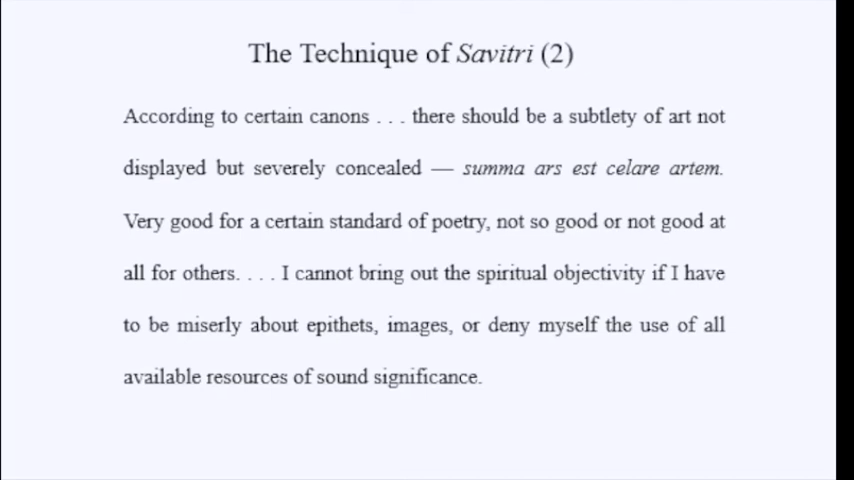 The Technique of Savitri (2)
According to certain canons . . . there should be a subtlety of art not
displayed but severely concealed — summa ars est celare artem.
Very good for a certain standard of poetry, not so good or not good at
all for others. . . . I cannot bring out the spiritual objectivity if I have
to be miserly about epithets, images, or deny myself the use of all
available resources of sound significance.